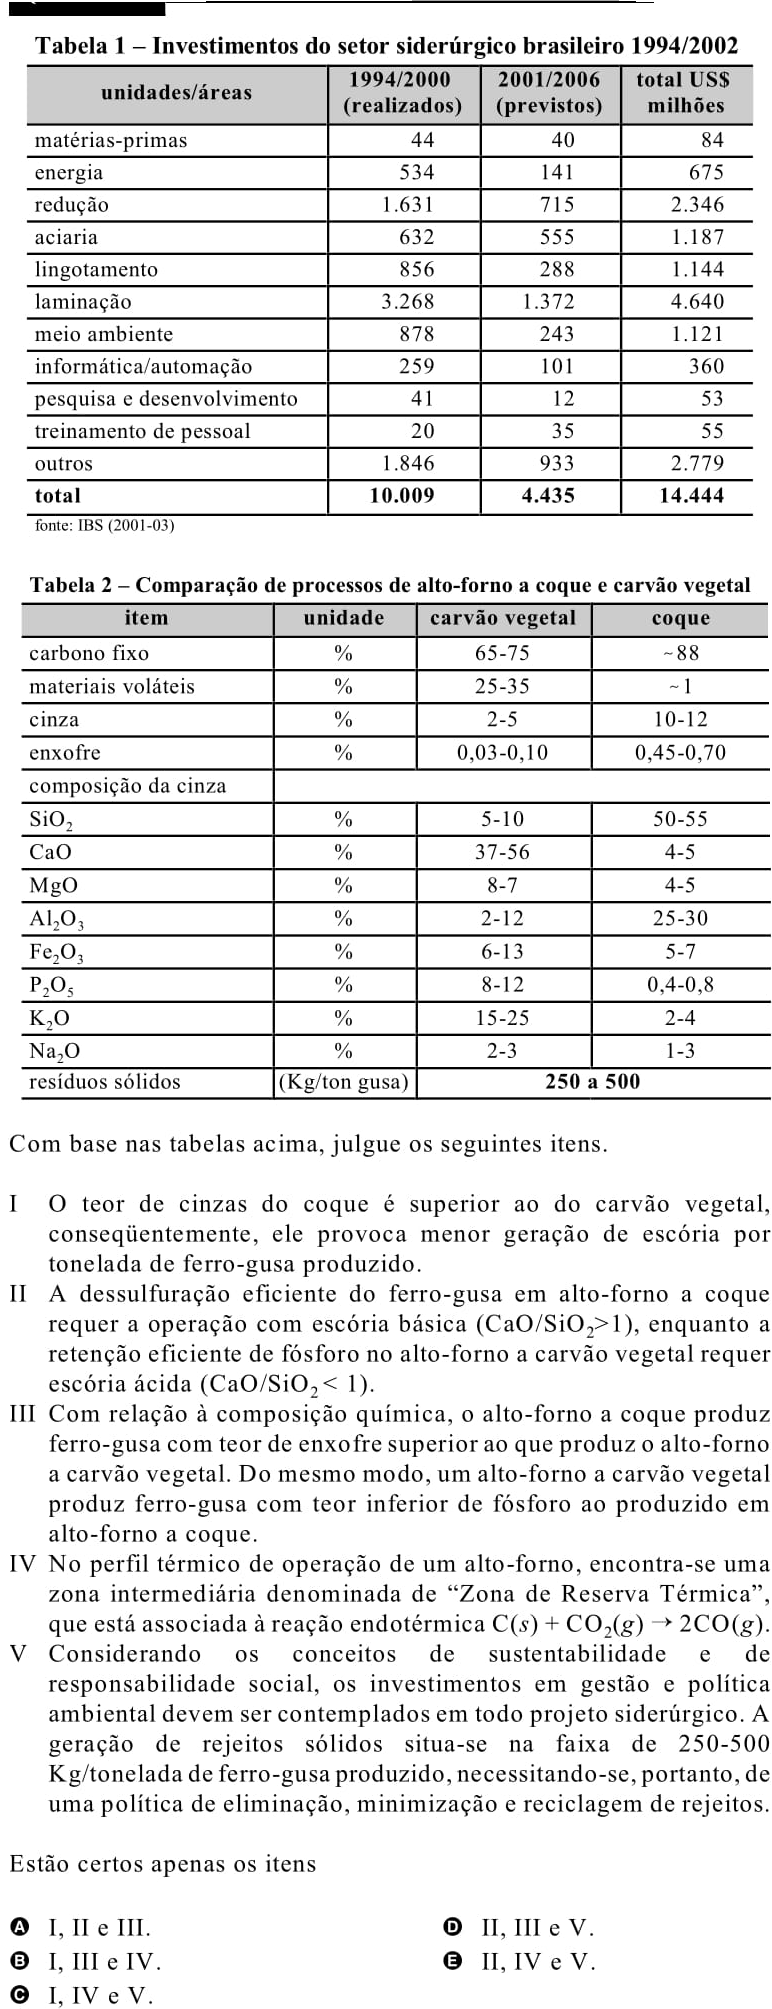 Tabela 1 – Investimentos do setor siderúrgico brasileiro 1994/2002
unidades/áreas 1994/2000 (realizados) 2001/2006 (previstos) total US$ milhões
matérias-primas 44 40 84
energia 534 141 675
redução 1.631 715 2.346
aciaria 632 555 1.187
lingotamento 856 288 1.144
laminação 3.268 1.372 4.640
meio ambiente 878 243 1.121
informática/automação 259 101 360
pesquisa e desenvolvimento 41 12 53
treinamento de pessoal 20 35 55
outros 1.846 933 2.779
total 10.009 4.435 14.444
fonte: IBS (2001-03)
Tabela 2 – Comparação de processos de alto-forno a coque e carvão vegetal
item unidade carvão vegetal coque
carbono fixo % 65-75 ~88
materiais voláteis % 25-35 ~1
cinza % 2-5 10-12
enxofre % 0,03-0,10 0,45-0,70
composição da cinza
SiO₂ % 5-10 50-55
CaO % 37-56 4-5
MgO % 8-7 4-5
Al₂O₃ % 2-12 25-30
Fe₂O₃ % 6-13 5-7
P₂O₅ % 8-12 0,4-0,8
K₂O % 15-25 2-4
Na₂O % 2-3 1-3
resíduos sólidos (Kg/ton gusa) 250 a 500
Com base nas tabelas acima, julgue os seguintes itens.
I O teor de cinzas do coque é superior ao do carvão vegetal,
conseqüentemente, ele provoca menor geração de escória por
tonelada de ferro-gusa produzido.
II A dessulfuração eficiente do ferro-gusa em alto-forno a coque
requer a operação com escória básica (CaO/SiO₂>1), enquanto a
retenção eficiente de fósforo no alto-forno a carvão vegetal requer
escória ácida (CaO/SiO₂< 1).
III Com relação à composição química, o alto-forno a coque produz
ferro-gusa com teor de enxofre superior ao que produz o alto-forno
a carvão vegetal. Do mesmo modo, um alto-forno a carvão vegetal
produz ferro-gusa com teor inferior de fósforo ao produzido em
alto-forno a coque.
IV No perfil térmico de operação de um alto-forno, encontra-se uma
zona intermediária denominada de “Zona de Reserva Térmica”,
que está associada à reação endotérmica C(s) + CO₂(g) → 2CO(g).
V Considerando os conceitos de sustentabilidade e de
responsabilidade social, os investimentos em gestão e política
ambiental devem ser contemplados em todo projeto siderúrgico. A
geração de rejeitos sólidos situa-se na faixa de 250-500
Kg/tonelada de ferro-gusa produzido, necessitando-se, portanto, de
uma política de eliminação, minimização e reciclagem de rejeitos.
Estão certos apenas os itens
A I, II e III.
B I, III e IV.
C I, IV e V.
D II, III e V.
E II, IV e V.